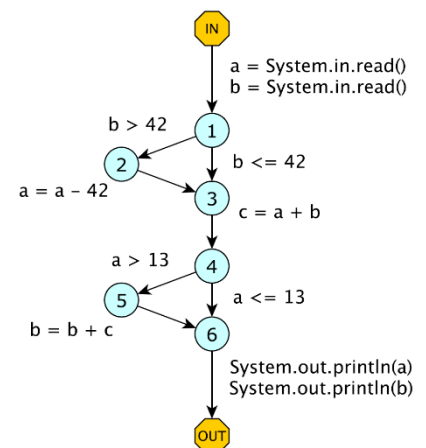 IN
a = System.in.read()
b = System.in.read()
b > 42
1
2
b <= 42
a = a – 42
3
c = a + b
a > 13
4
5
a <= 13
b = b + c
6
System.out.println(a)
System.out.println(b)
OUT